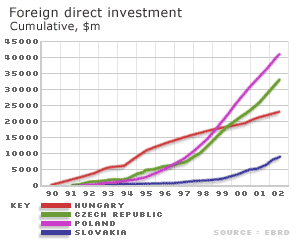 Foreign direct investment
Cumulative, $m
45000
40000
35000
30000
25000
20000
15000
10000
5000
0
90 91 92 93 94 95 96 97 98 99 00 01 02
KEY HUNGARY
CZECH REPUBLIC
POLAND
SLOVAKIA
SOURCE: EBRD